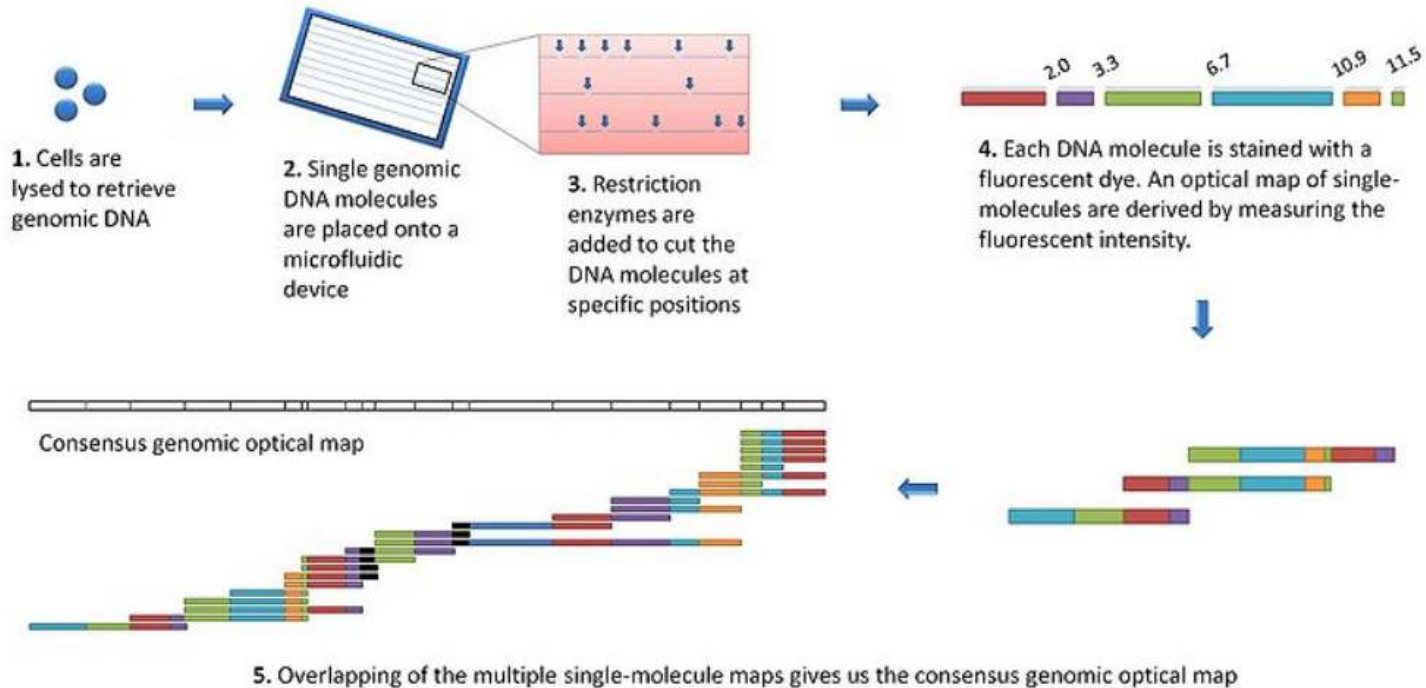 1. Cells are
lysed to retrieve
genomic DNA
2. Single genomic
DNA molecules
are placed onto a
microfluidic
device
3. Restriction
enzymes are
added to cut the
DNA molecules at
specific positions
2.0 3.3 6.7 10.9 11.5
4. Each DNA molecule is stained with a
fluorescent dye. An optical map of single-
molecules are derived by measuring the
fluorescent intensity.
Consensus genomic optical map
5. Overlapping of the multiple single-molecule maps gives us the consensus genomic optical map